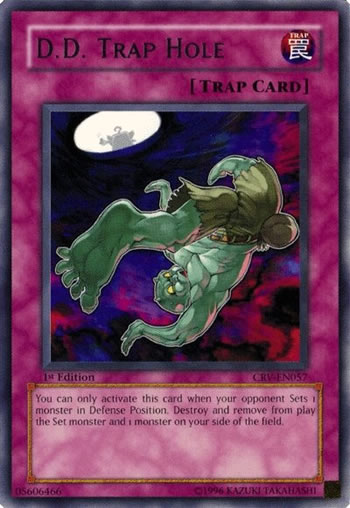 D.D. TRAP HOLE
TRAP
罠
[TRAP CARD]
1st Edition
CRV-EN057
You can only activate this card when your opponent Sets 1
monster in Defense Position. Destroy and remove from play
the Set monster and 1 monster on your side of the field.
05606466
©1996 KAZUKI TAKAHASHI